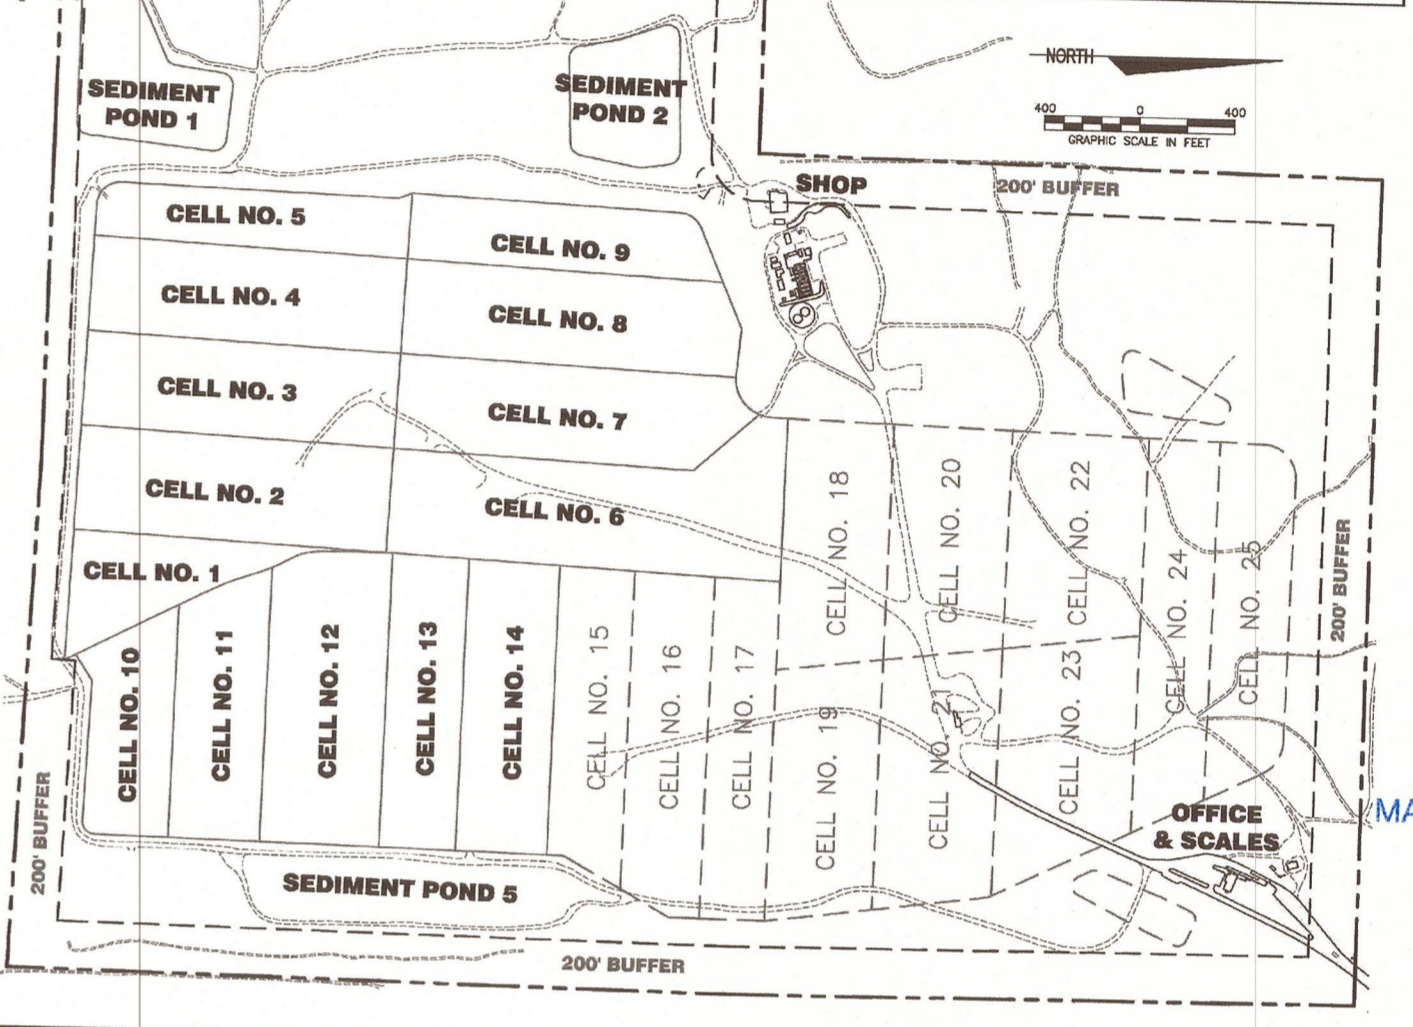 NORTH
400 0 400
GRAPHIC SCALE IN FEET
SEDIMENT
POND 1
SEDIMENT
POND 2
SHOP
200' BUFFER
CELL NO. 5
CELL NO. 9
CELL NO. 4
CELL NO. 8
CELL NO. 3
CELL NO. 7
CELL NO. 2
CELL NO. 6
CELL NO. 1
CELL NO. 10
CELL NO. 11
CELL NO. 12
CELL NO. 13
CELL NO. 14
CELL NO. 15
CELL NO. 16
CELL NO. 17
CELL NO. 18
CELL NO. 19
CELL NO. 20
CELL NO. 21
CELL NO. 22
CELL NO. 23
CELL NO. 24
CELL NO. 25
200' BUFFER
OFFICE
& SCALES
MA
200' BUFFER
SEDIMENT POND 5
200' BUFFER